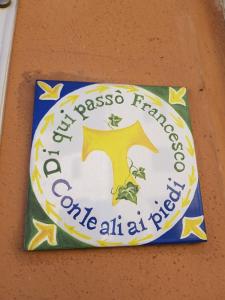 Di qui passò Francesco
Con le ali ai piedi